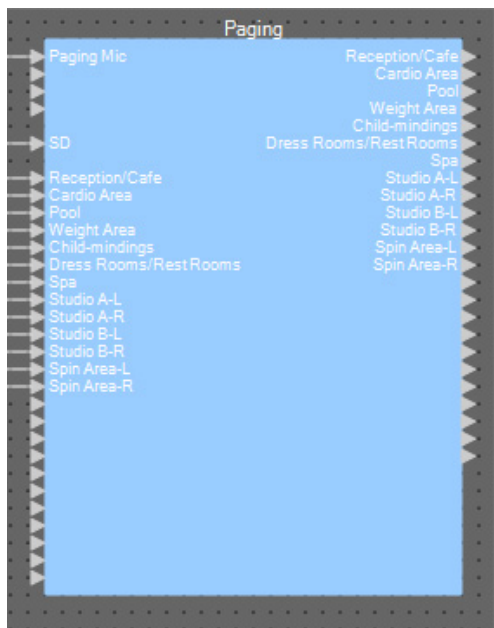 Paging
Paging Mic
SD
Reception/Cafe
Cardio Area
Pool
Weight Area
Child-mindings
Dress Rooms/Rest Rooms
Spa
Studio A-L
Studio A-R
Studio B-L
Studio B-R
Spin Area-L
Spin Area-R
Reception/Cafe
Cardio Area
Pool
Weight Area
Child-mindings
Dress Rooms/Rest Rooms
Spa
Studio A-L
Studio A-R
Studio B-L
Studio B-R
Spin Area-L
Spin Area-R